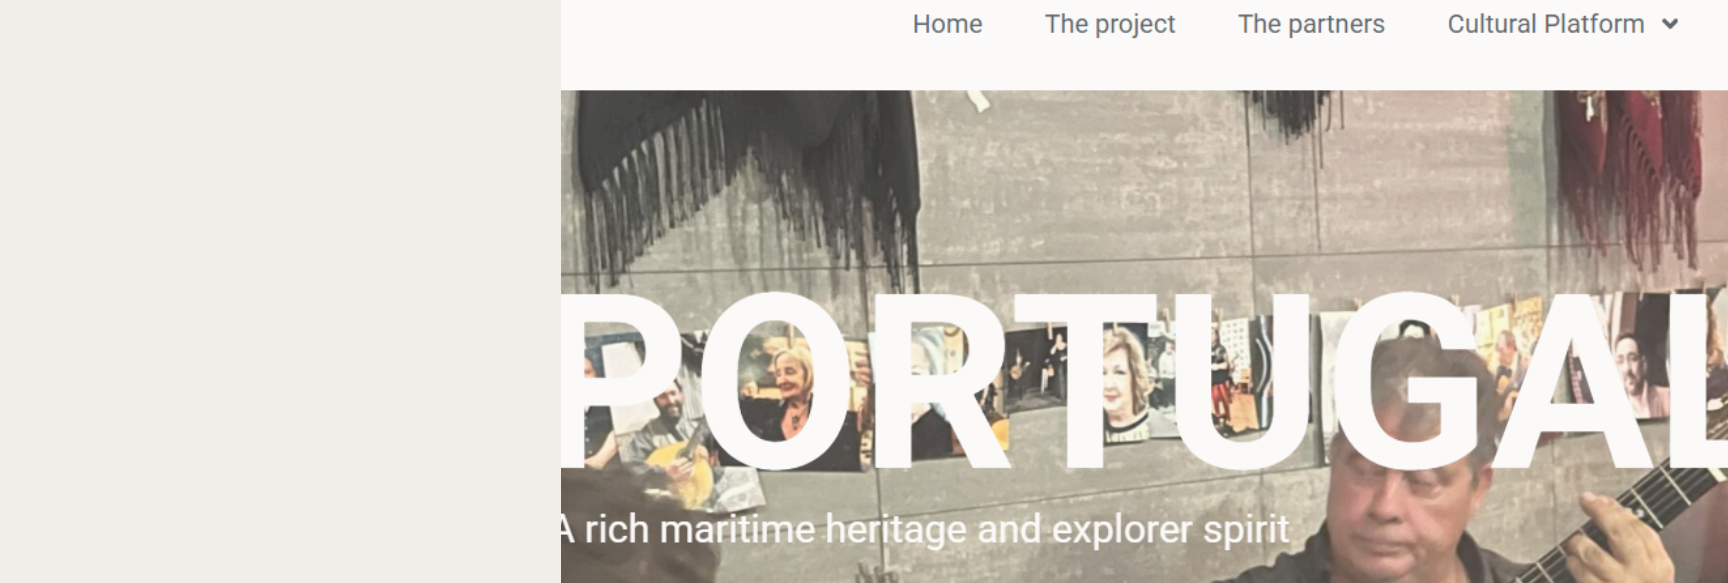 Home The project The partners Cultural Platform
PORTUGAL
A rich maritime heritage and explorer spirit